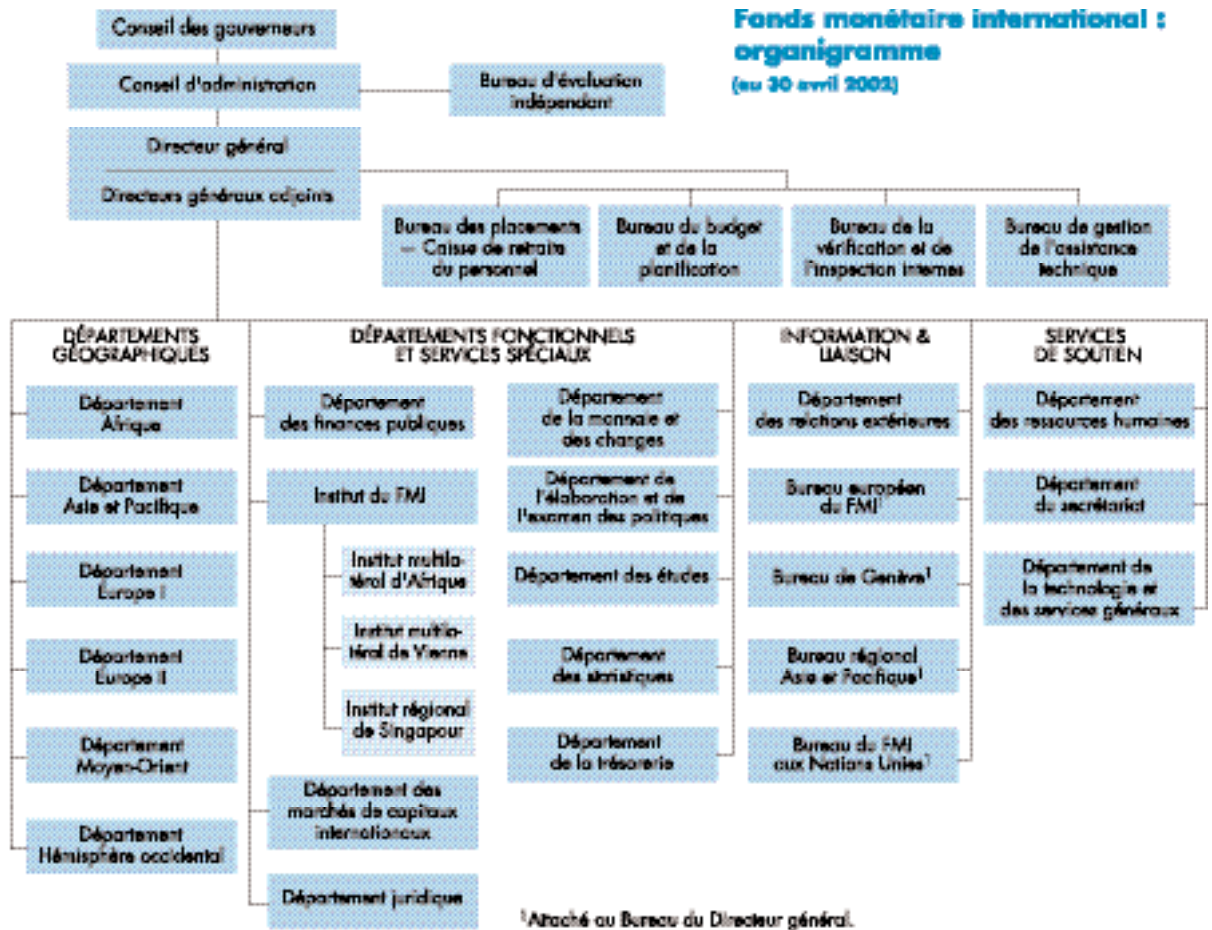 Fonds monétaire international :
organigramme
(au 30 avril 2002)
Conseil des gouverneurs
Conseil d'administration
Bureau d'évaluation
indépendant
Directeur général
Directeurs généraux adjoints
Bureau des placements
— Caisse de retraite
du personnel
Bureau du budget
et de la
planification
Bureau de la
vérification et de
l'inspection internes
Bureau de gestion
de l'assistance
technique
DÉPARTEMENTS
GÉOGRAPHIQUES
Département
Afrique
Département
Asie et Pacifique
Département
Europe I
Département
Europe II
Département
Moyen-Orient
Département
Hémisphère occidental
DÉPARTEMENTS FONCTIONNELS
ET SERVICES SPÉCIAUX
Département
des finances publiques
Institut du FMI
Institut multila-
téral d'Afrique
Institut multila-
téral de Vienne
Institut régional
de Singapour
Département des
marchés de capitaux
internationaux
Département juridique
Département
de la monnaie et
des changes
Département de
l'élaboration et de
l'examen des politiques
Département des études
Département
des statistiques
Département
de la trésorerie
INFORMATION &
LIAISON
Département
des relations extérieures
Bureau européen
du FMI¹
Bureau de Genève¹
Bureau régional
Asie et Pacifique¹
Bureau du FMI
aux Nations Unies¹
SERVICES
DE SOUTIEN
Département
des ressources humaines
Département
du secrétariat
Département de
la technologie et
des services généraux
¹Attaché au Bureau du Directeur général.